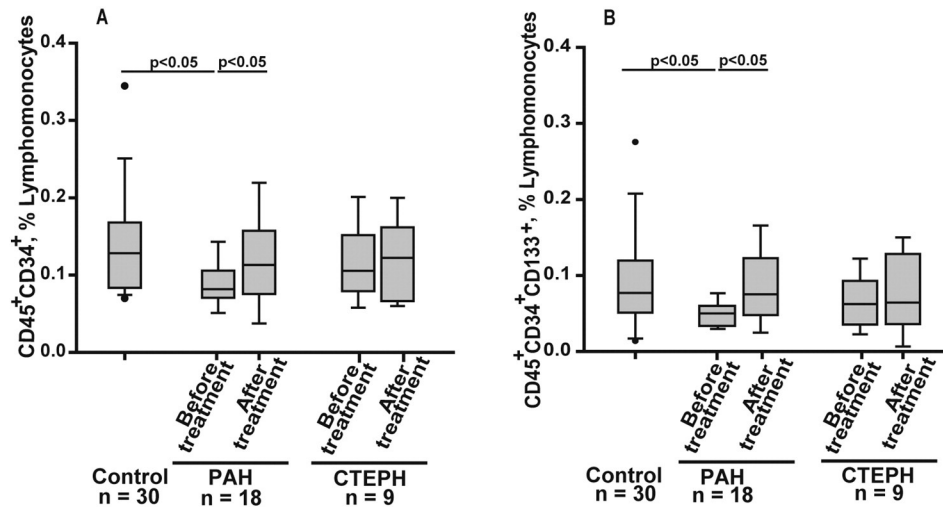 A
CD45+CD34+, % Lymphomonocytes
0.4
0.3
0.2
0.1
0.0
p<0.05
p<0.05
Before treatment
After treatment
Before treatment
After treatment
Control
n = 30
PAH
n = 18
CTEPH
n = 9
B
CD45+CD34+CD133+, % Lymphomonocytes
0.4
0.3
0.2
0.1
0.0
p<0.05
p<0.05
Before treatment
After treatment
Before treatment
After treatment
Control
n = 30
PAH
n = 18
CTEPH
n = 9